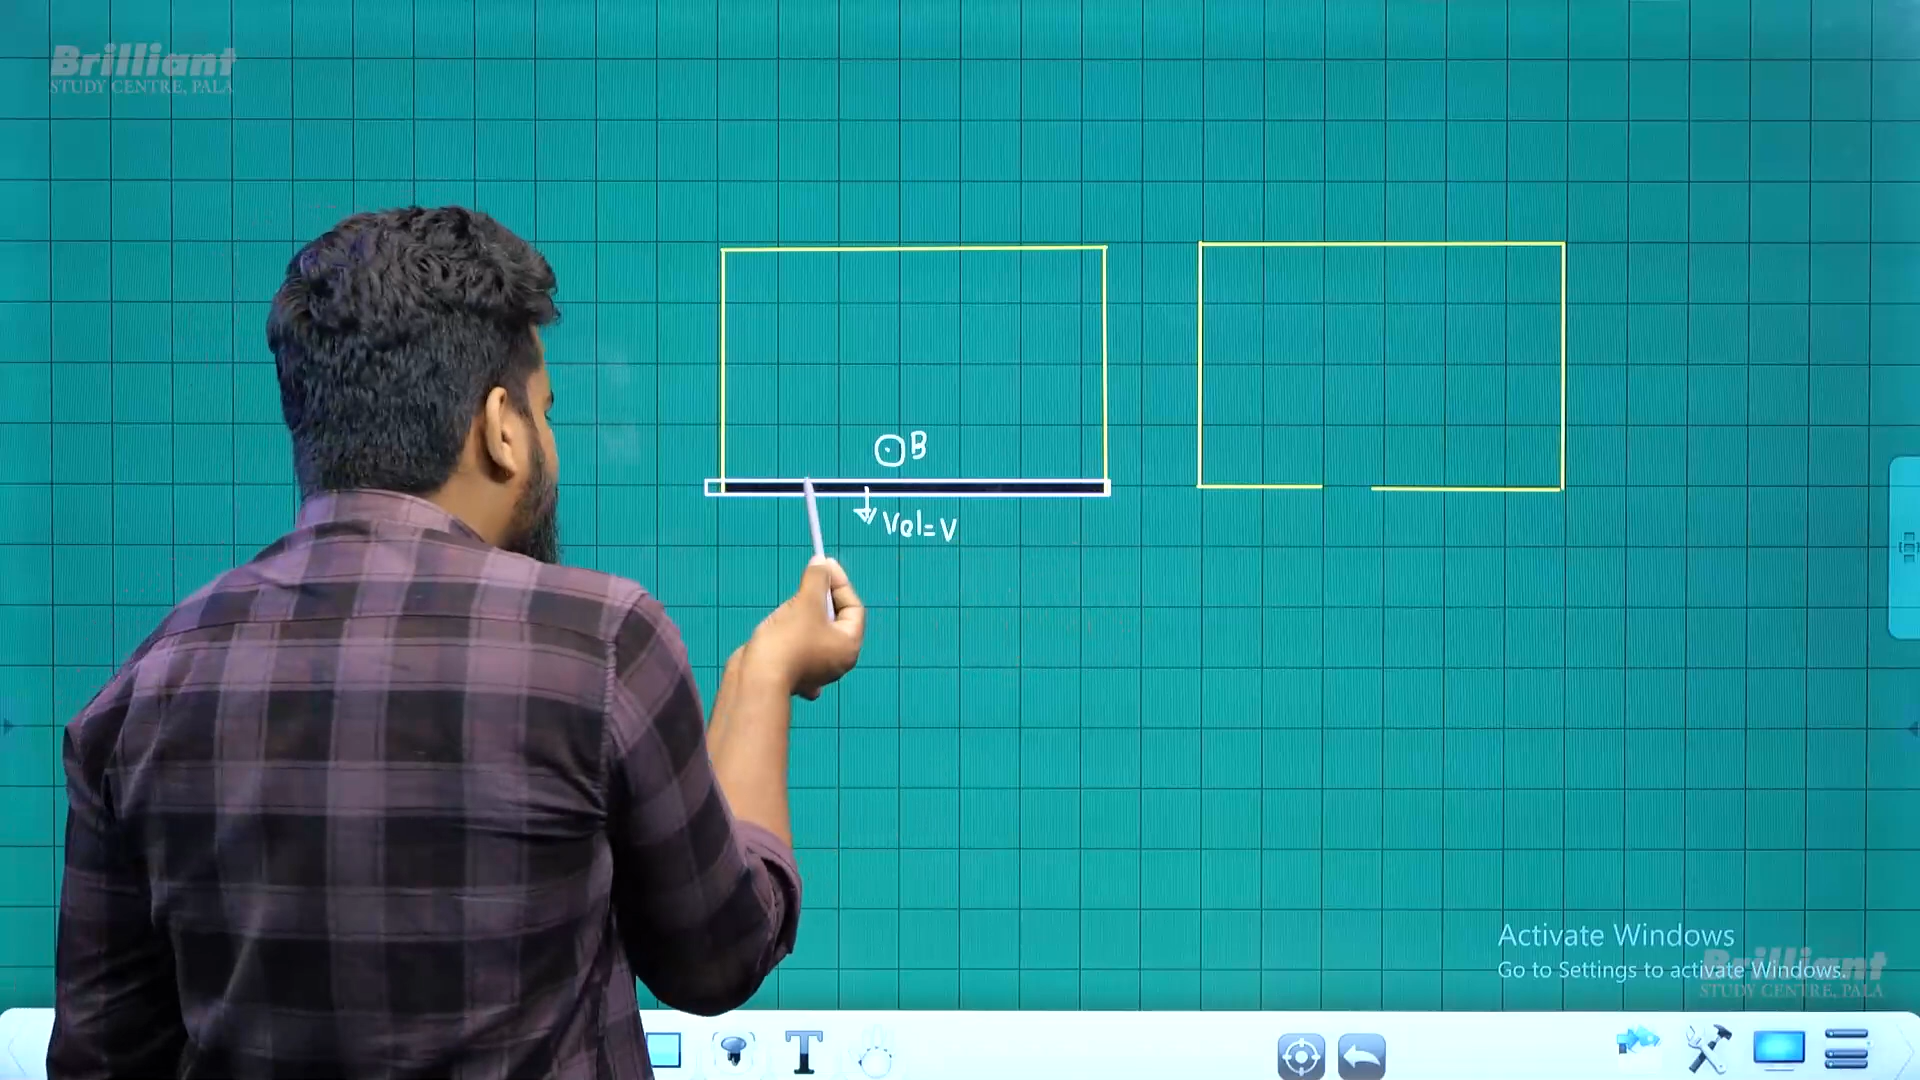 Brilliant
STUDY CENTRE, PALA
B
Vel=V
Activate Windows
Go to Settings to activate Windows.
Brilliant
STUDY CENTRE, PALA
T